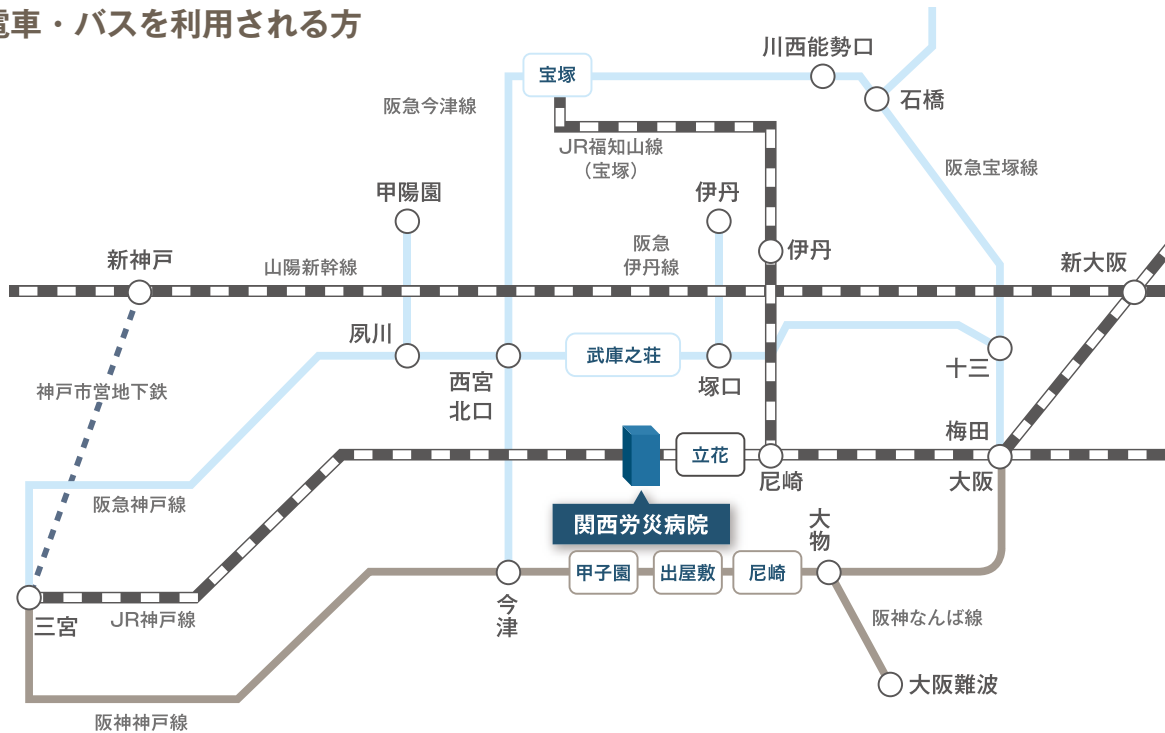 電車・バスを利用される方
川西能勢口
宝塚
石橋
阪急今津線
JR福知山線
（宝塚）
阪急宝塚線
甲陽園
伊丹
阪急
伊丹線
伊丹
新神戸
山陽新幹線
新大阪
夙川
武庫之荘
西宮
北口
塚口
十三
神戸市営地下鉄
梅田
立花
尼崎
大阪
阪急神戸線
関西労災病院
大物
甲子園
出屋敷
尼崎
今津
三宮
JR神戸線
阪神なんば線
大阪難波
阪神神戸線